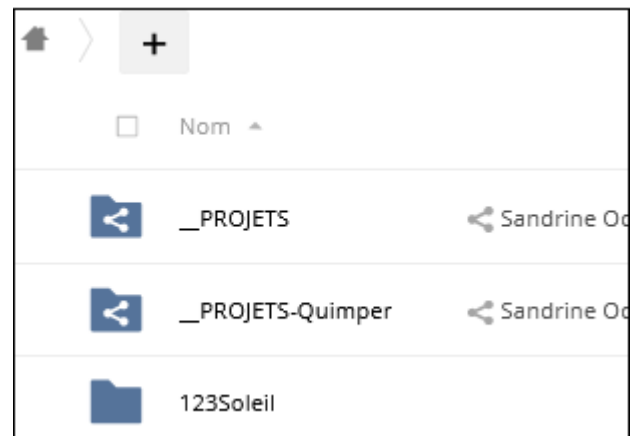 +
Nom
__PROJETS Sandrine
__PROJETS-Quimper Sandrine
123Soleil